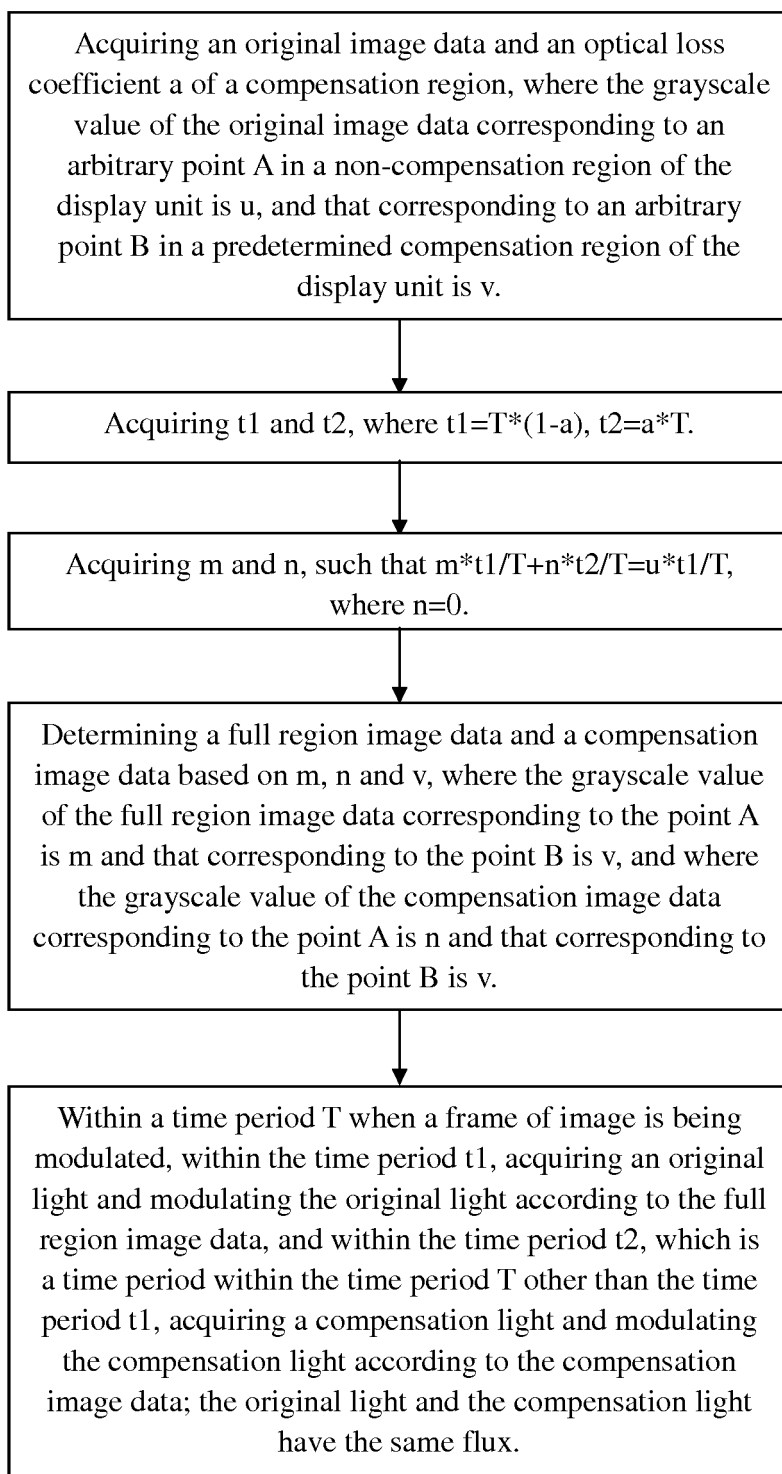 Acquiring an original image data and an optical loss
coefficient a of a compensation region, where the grayscale
value of the original image data corresponding to an
arbitrary point A in a non-compensation region of the
display unit is u, and that corresponding to an arbitrary
point B in a predetermined compensation region of the
display unit is v.
Acquiring t1 and t2, where t1=T*(1-a), t2=a*T.
Acquiring m and n, such that m*t1/T+n*t2/T=u*t1/T,
where n=0.
Determining a full region image data and a compensation
image data based on m, n and v, where the grayscale value
of the full region image data corresponding to the point A
is m and that corresponding to the point B is v, and where
the grayscale value of the compensation image data
corresponding to the point A is n and that corresponding to
the point B is v.
Within a time period T when a frame of image is being
modulated, within the time period t1, acquiring an original
light and modulating the original light according to the full
region image data, and within the time period t2, which is
a time period within the time period T other than the time
period t1, acquiring a compensation light and modulating
the compensation light according to the compensation
image data; the original light and the compensation light
have the same flux.